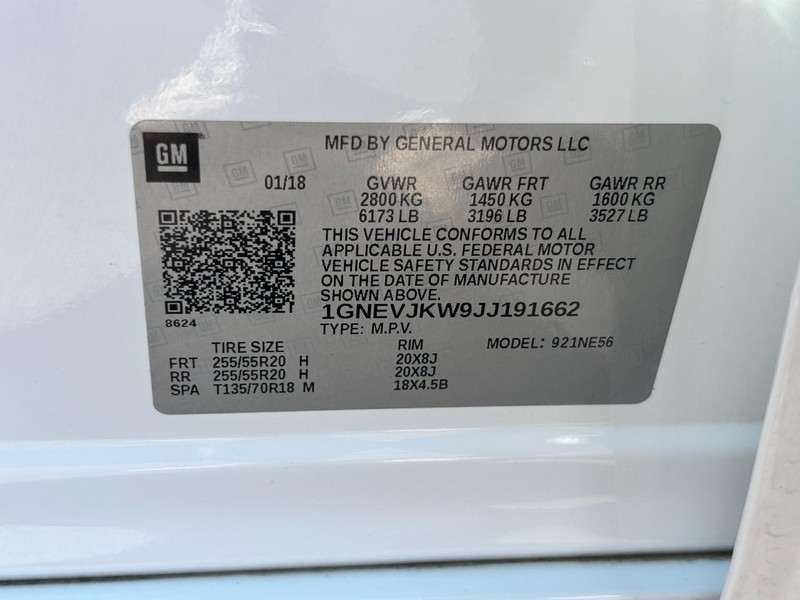 GM
MFD BY GENERAL MOTORS LLC
01/18 GVWR GAWR FRT GAWR RR
2800 KG 1450 KG 1600 KG
6173 LB 3196 LB 3527 LB
THIS VEHICLE CONFORMS TO ALL
APPLICABLE U.S. FEDERAL MOTOR
VEHICLE SAFETY STANDARDS IN EFFECT
ON THE DATE OF MANUFACTURE
SHOWN ABOVE.
8624
1GNEVJKW9JJ191662
TYPE: M.P.V.
TIRE SIZE RIM MODEL: 921NE56
FRT 255/55R20 H 20X8J
RR 255/55R20 H 20X8J
SPA T135/70R18 M 18X4.5B